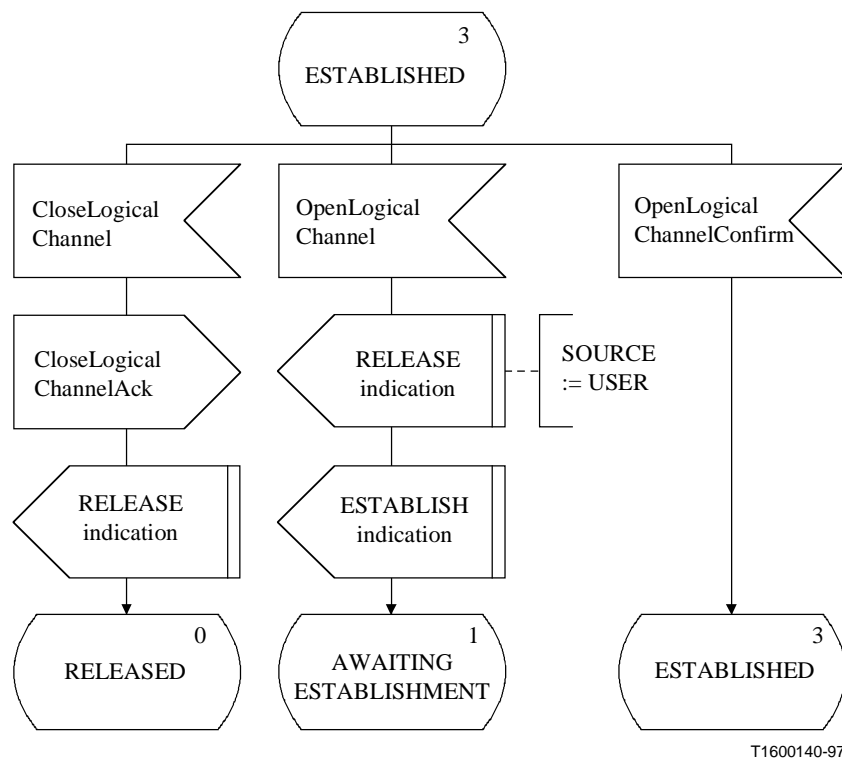 3
ESTABLISHED
CloseLogical
Channel
OpenLogical
Channel
OpenLogical
ChannelConfirm
CloseLogical
ChannelAck
RELEASE
indication
SOURCE
:= USER
RELEASE
indication
ESTABLISH
indication
0
RELEASED
1
AWAITING
ESTABLISHMENT
3
ESTABLISHED
T1600140-97